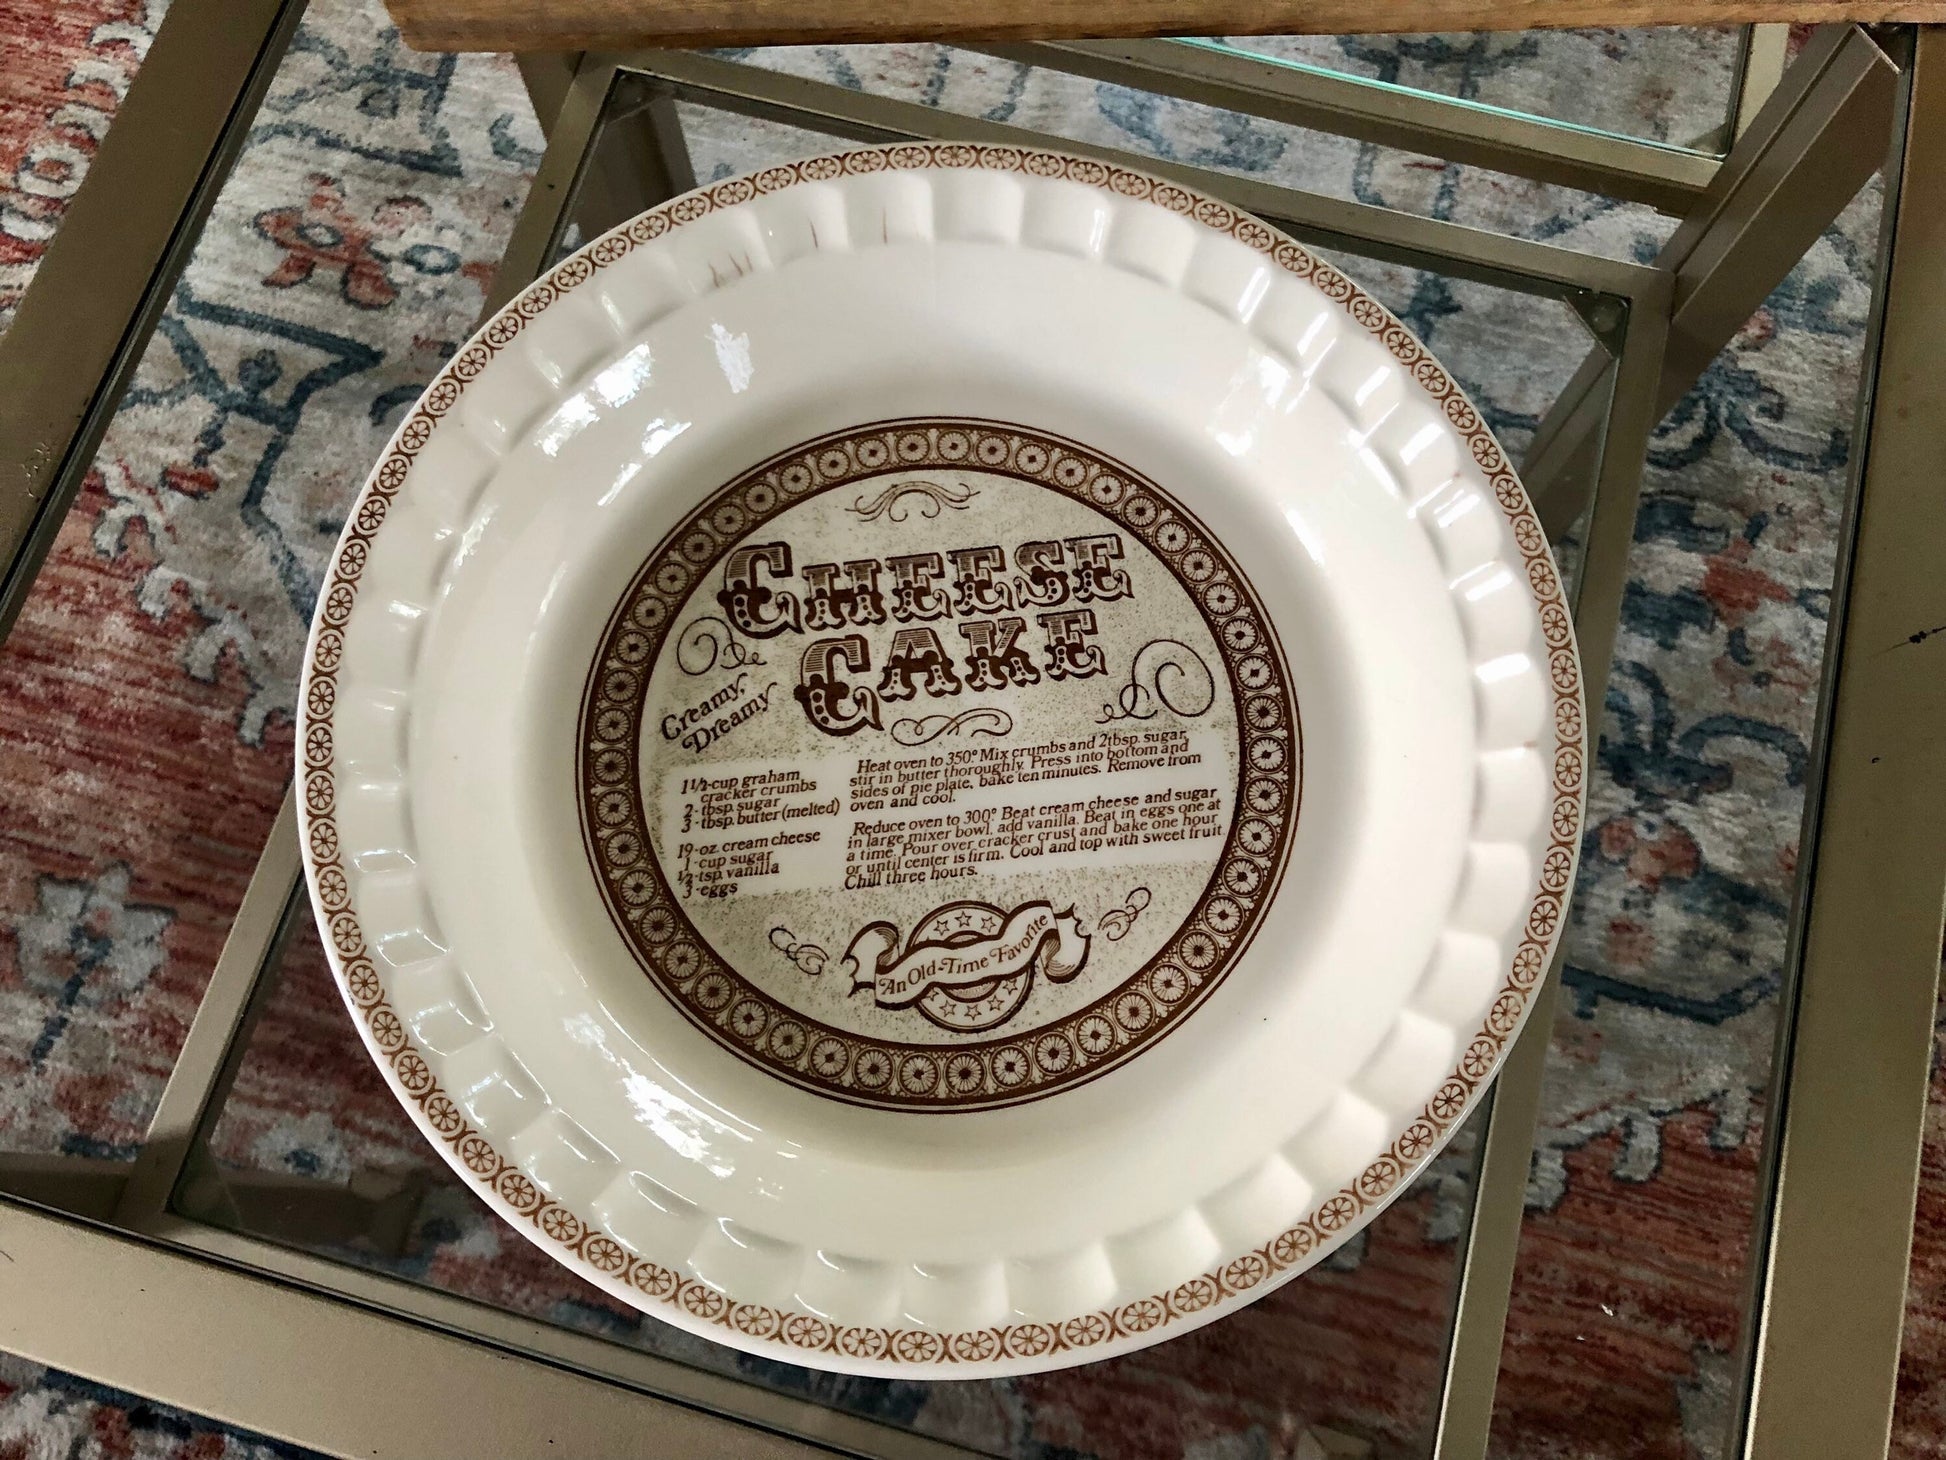 CHEESE
CAKE
Creamy,
Dreamy
1 1/2-cup graham
cracker crumbs
2-tbsp. sugar
3-tbsp. butter (melted)
19-oz. cream cheese
1-cup sugar
1/2-tsp. vanilla
3-eggs
Heat oven to 350.° Mix crumbs and 2 tbsp. sugar,
stir in butter thoroughly. Press into bottom and
sides of pie plate, bake ten minutes. Remove from
oven and cool.
Reduce oven to 300.° Beat cream cheese and sugar
in large mixer bowl, add vanilla. Beat in eggs one at
a time. Pour over cracker crust and bake one hour
or until center is firm. Cool and top with sweet fruit.
Chill three hours.
An Old-Time Favorite